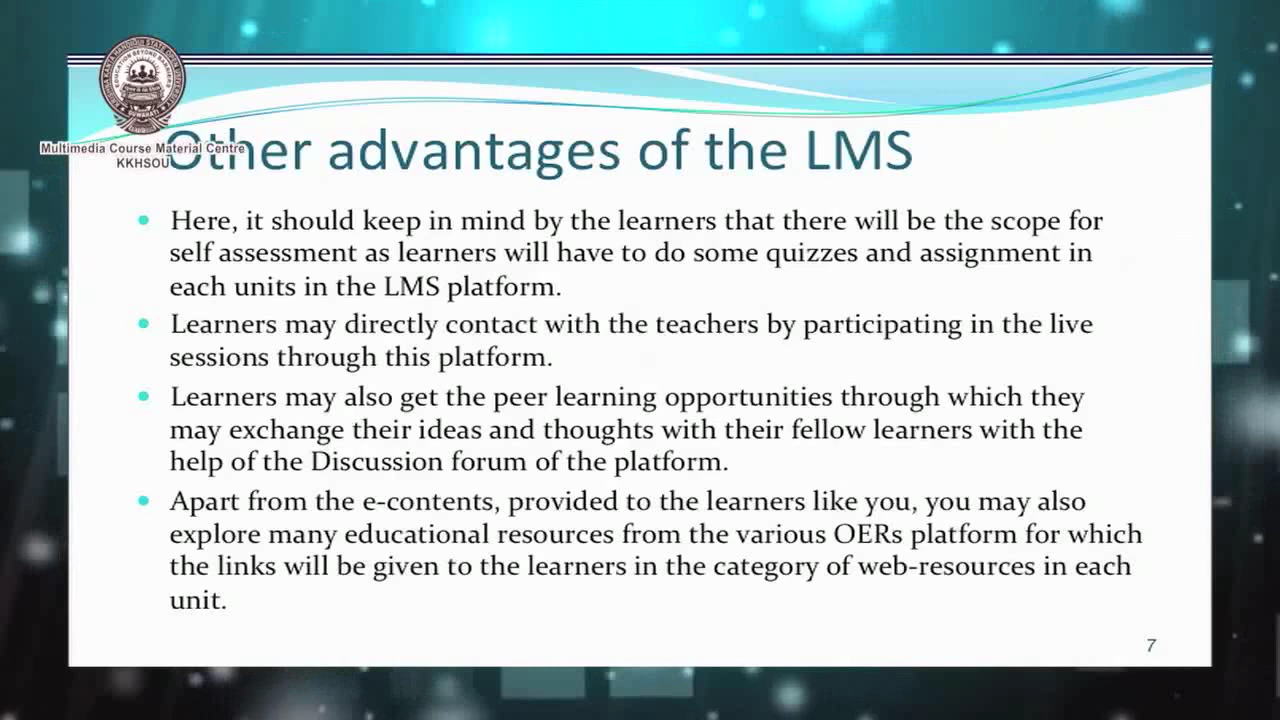 Multimedia Course Material Centre
KKHSOU
Other advantages of the LMS
• Here, it should keep in mind by the learners that there will be the scope for
self assessment as learners will have to do some quizzes and assignment in
each units in the LMS platform.
• Learners may directly contact with the teachers by participating in the live
sessions through this platform.
• Learners may also get the peer learning opportunities through which they
may exchange their ideas and thoughts with their fellow learners with the
help of the Discussion forum of the platform.
• Apart from the e-contents, provided to the learners like you, you may also
explore many educational resources from the various OERs platform for which
the links will be given to the learners in the category of web-resources in each
unit.
7